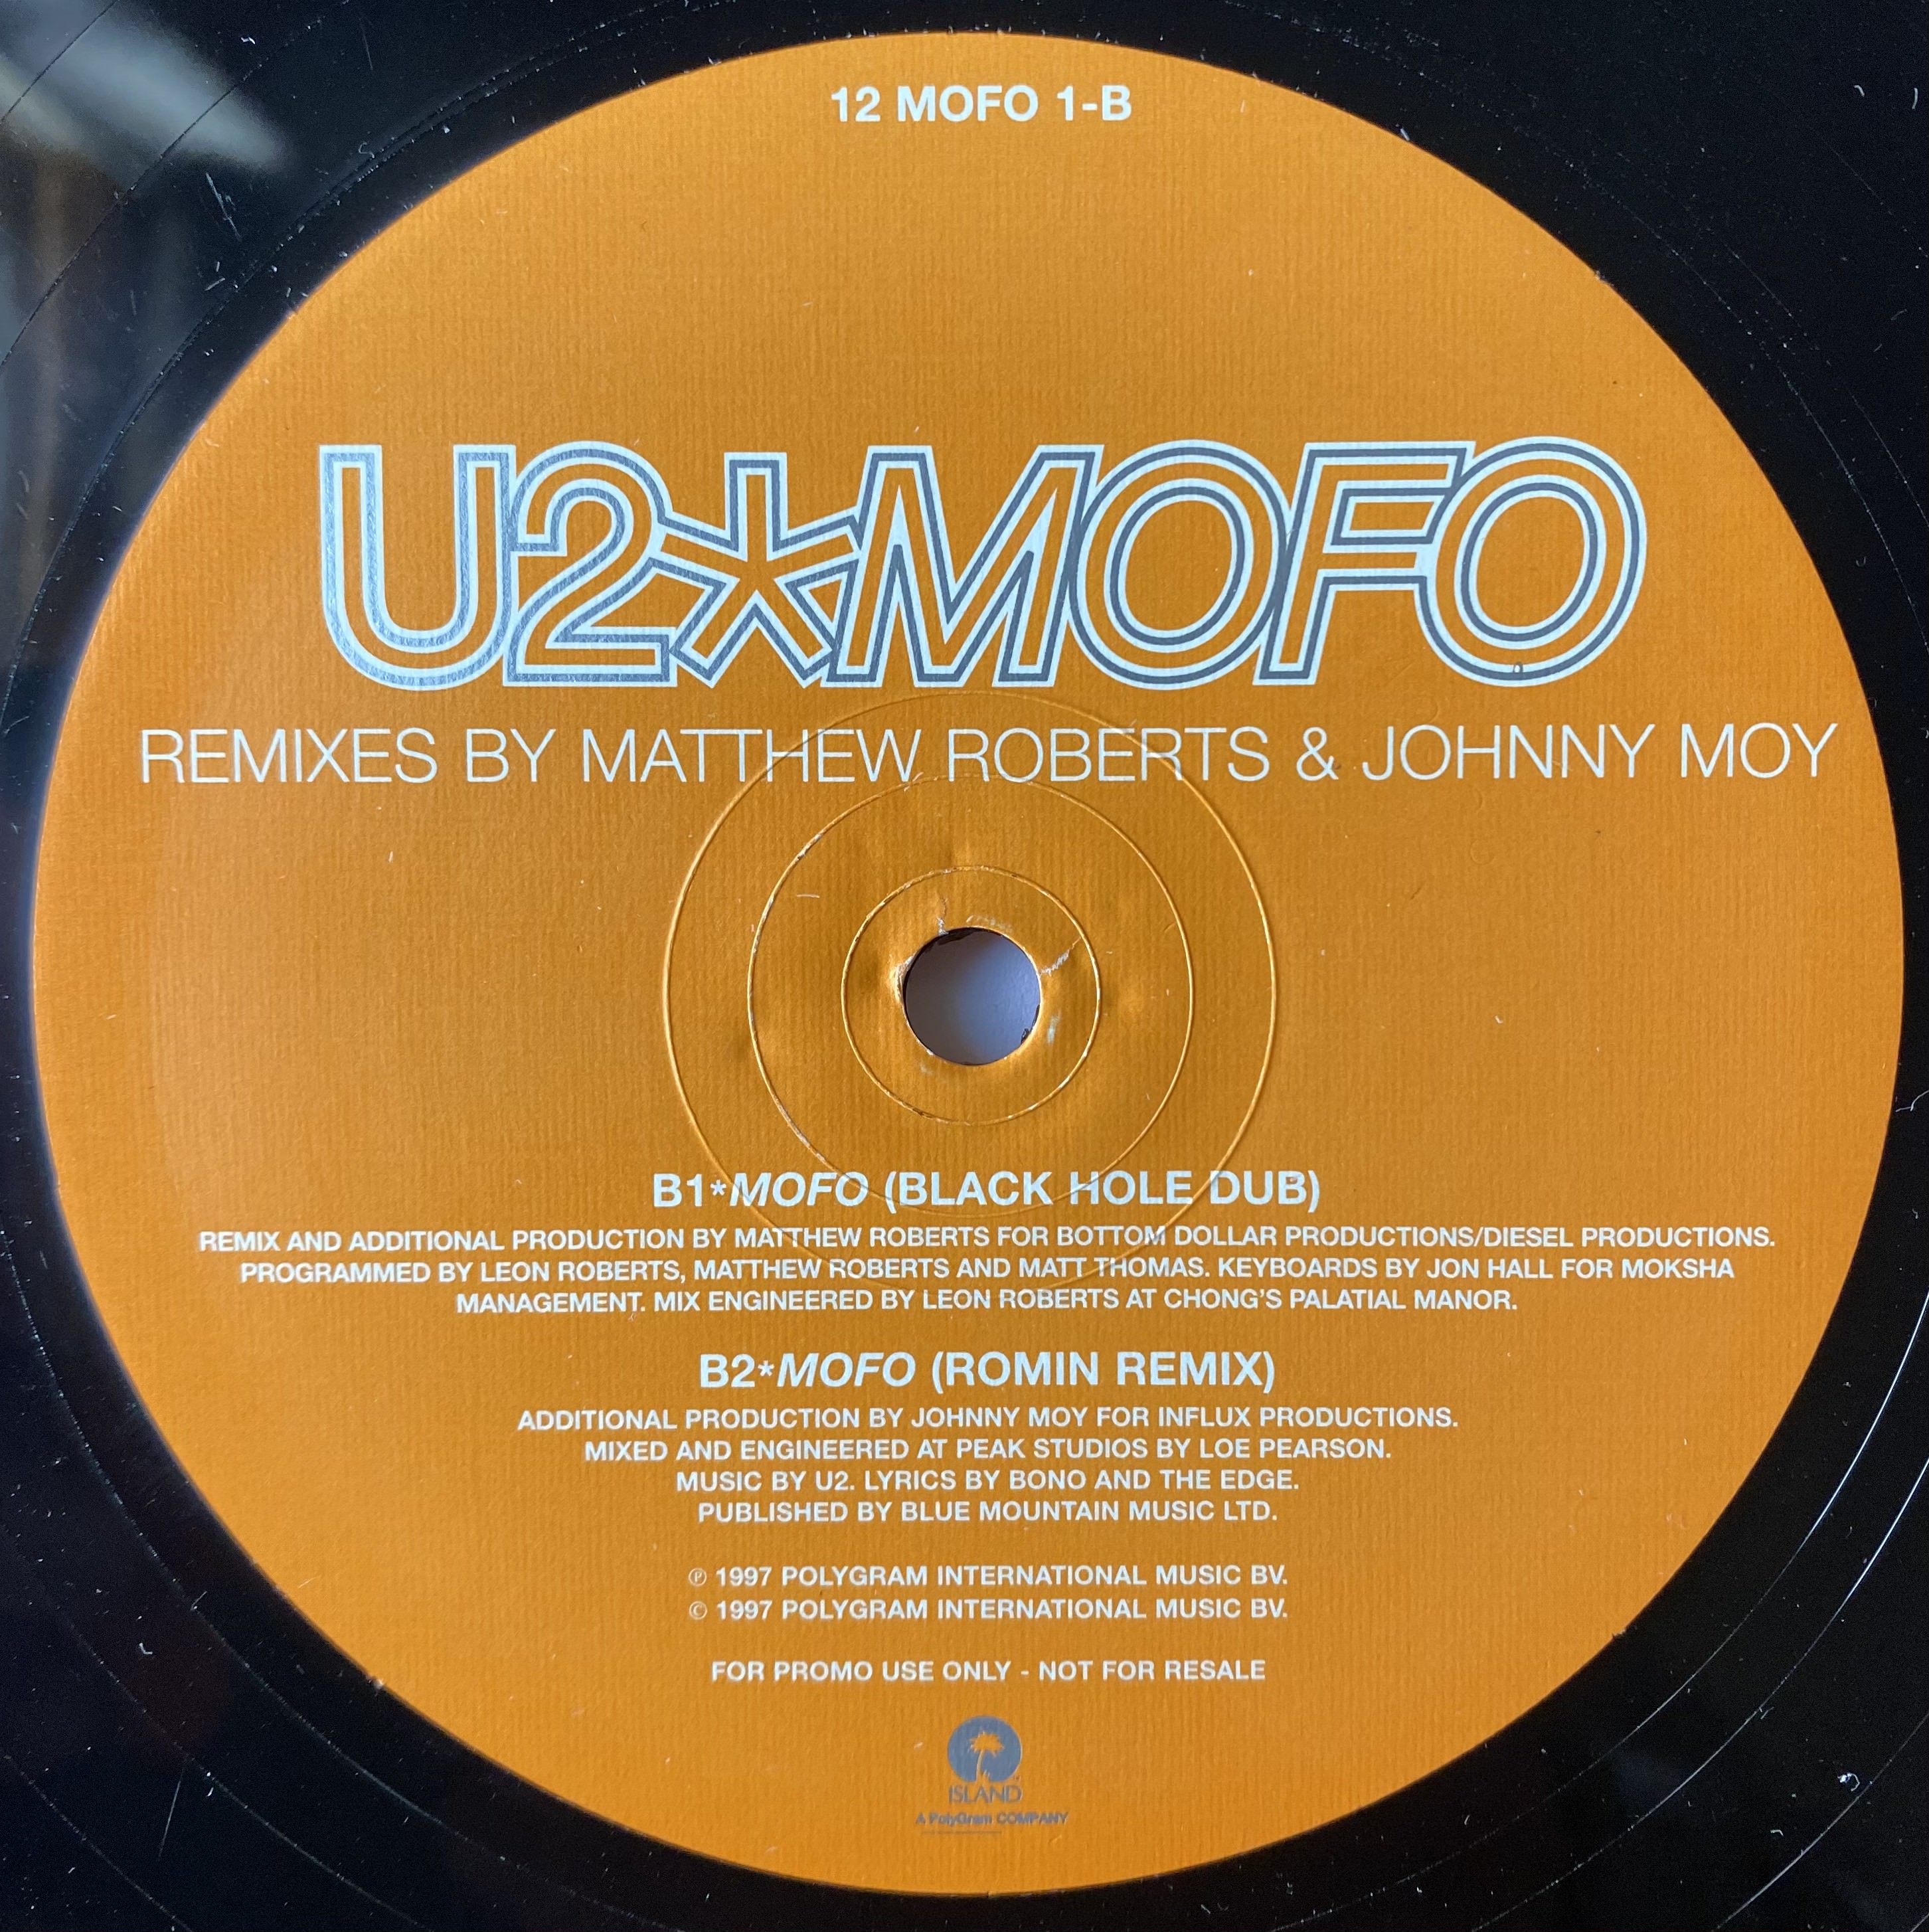 12 MOFO 1-B
U2*MOFO
REMIXES BY MATTHEW ROBERTS & JOHNNY MOY
B1*MOFO (BLACK HOLE DUB)
REMIX AND ADDITIONAL PRODUCTION BY MATTHEW ROBERTS FOR BOTTOM DOLLAR PRODUCTIONS/DIESEL PRODUCTIONS.
PROGRAMMED BY LEON ROBERTS, MATTHEW ROBERTS AND MATT THOMAS. KEYBOARDS BY JON HALL FOR MOKSHA
MANAGEMENT. MIX ENGINEERED BY LEON ROBERTS AT CHONG'S PALATIAL MANOR.
B2*MOFO (ROMIN REMIX)
ADDITIONAL PRODUCTION BY JOHNNY MOY FOR INFLUX PRODUCTIONS.
MIXED AND ENGINEERED AT PEAK STUDIOS BY LOE PEARSON.
MUSIC BY U2. LYRICS BY BONO AND THE EDGE.
PUBLISHED BY BLUE MOUNTAIN MUSIC LTD.
℗ 1997 POLYGRAM INTERNATIONAL MUSIC BV.
© 1997 POLYGRAM INTERNATIONAL MUSIC BV.
FOR PROMO USE ONLY - NOT FOR RESALE
ISLAND
A PolyGram COMPANY